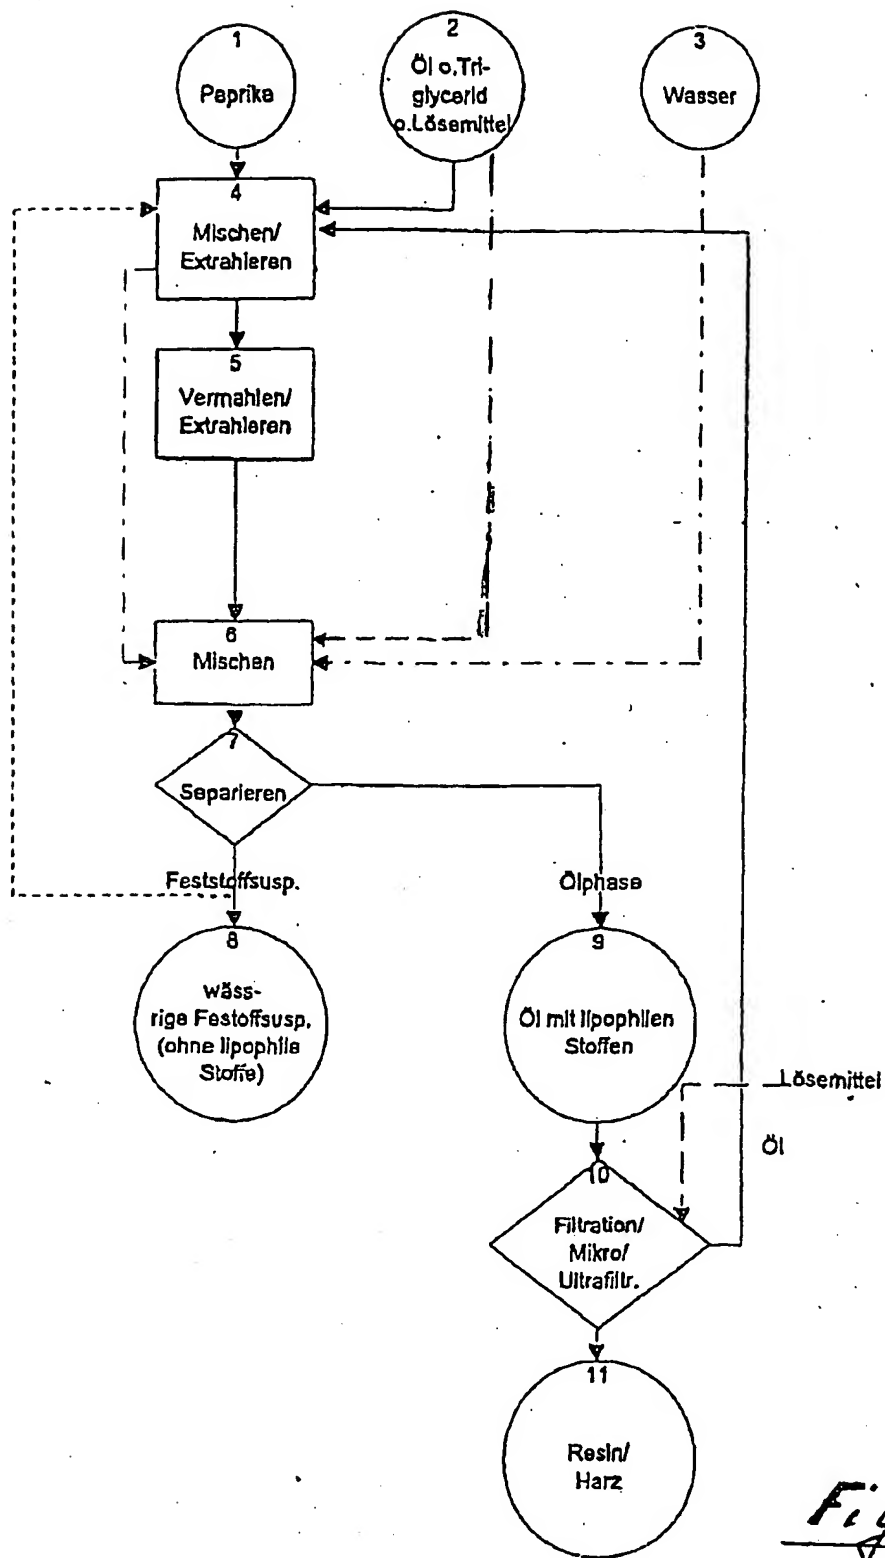 1
Paprika
2
Öl o.Tri-
glycerid
o.Lösemittel
3
Wasser
4
Mischen/
Extrahieren
5
Vermahlen/
Extrahieren
6
Mischen
7
Separieren
Feststoffsusp.
Ölphase
8
wäss-
rige Festoffsusp.
(ohne lipophile
Stoffe)
9
Öl mit lipophilen
Stoffen
Lösemittel
Öl
10
Filtration/
Mikro/
Ultrafiltr.
11
Resin/
Harz